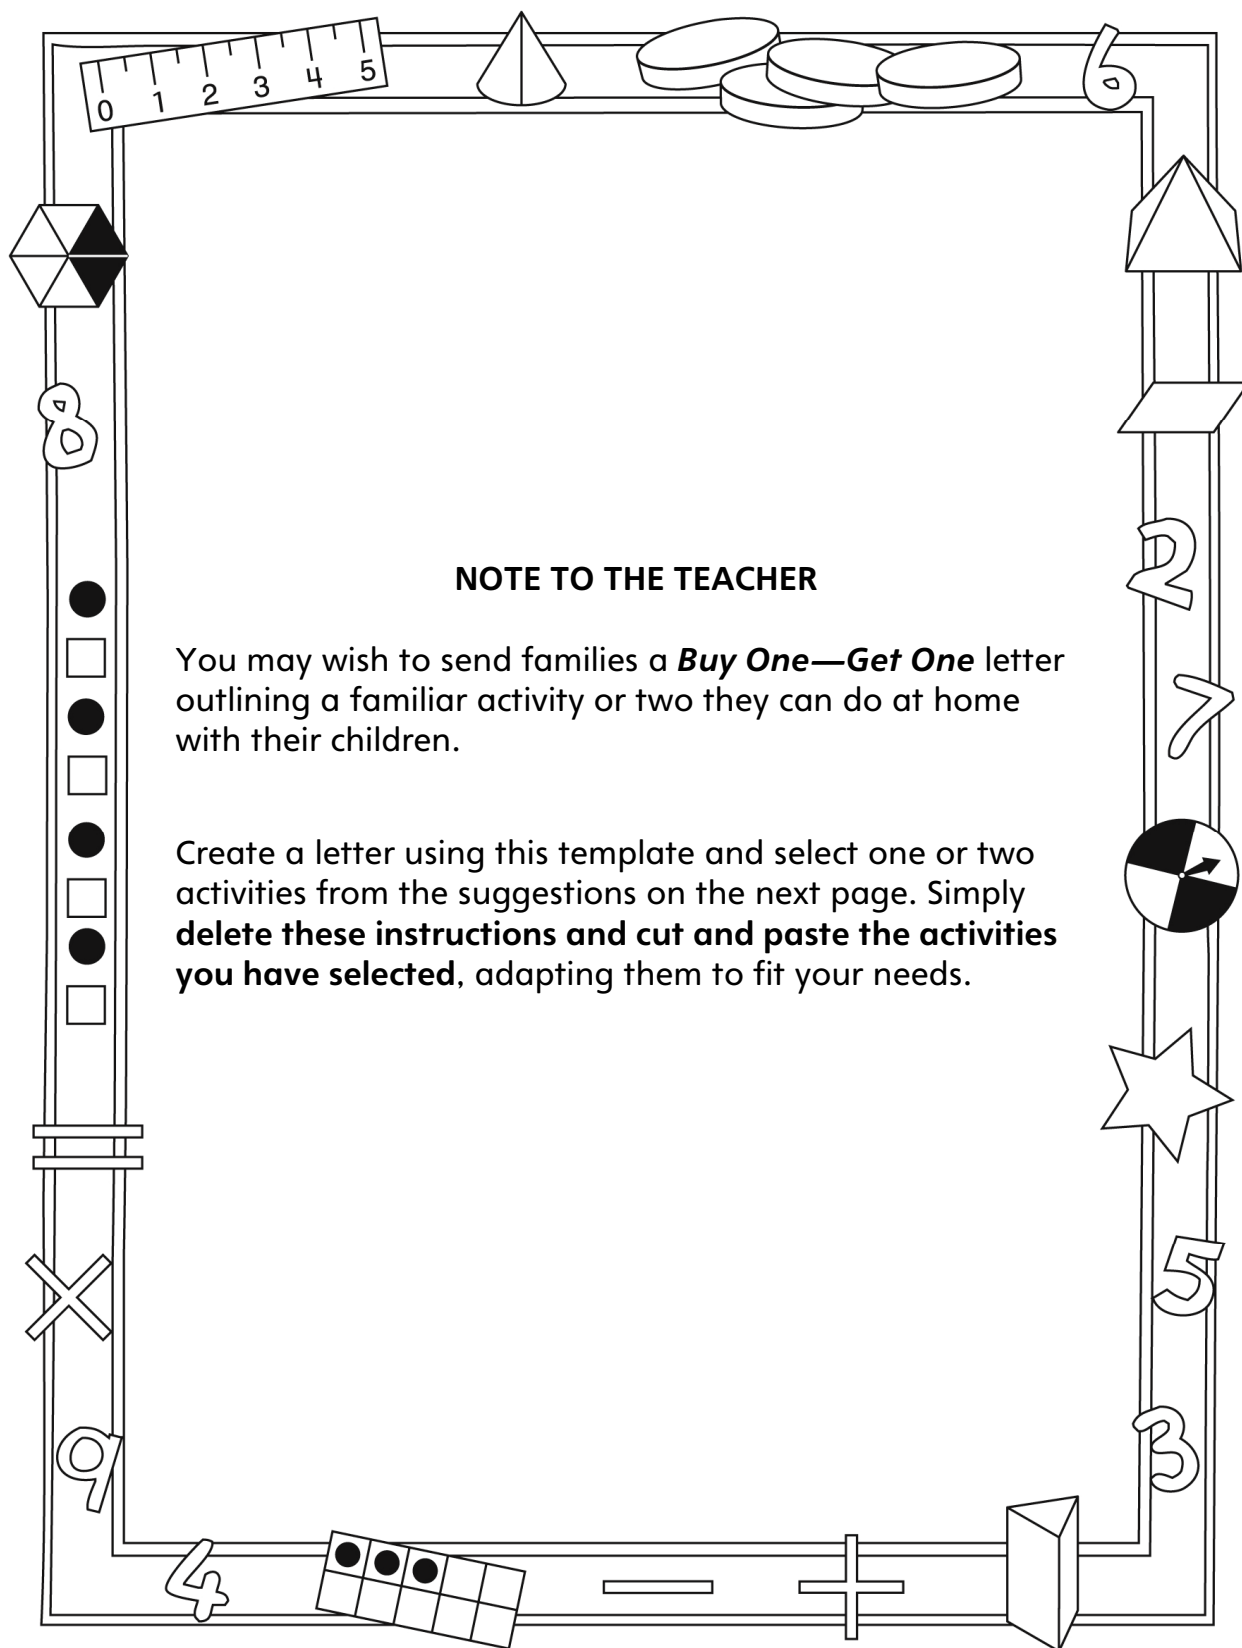 0 1 2 3 4 5
6
8
2
NOTE TO THE TEACHER
You may wish to send families a Buy One—Get One letter
outlining a familiar activity or two they can do at home
with their children.
7
Create a letter using this template and select one or two
activities from the suggestions on the next page. Simply
delete these instructions and cut and paste the activities
you have selected, adapting them to fit your needs.
=
5
×
3
9
4
− +